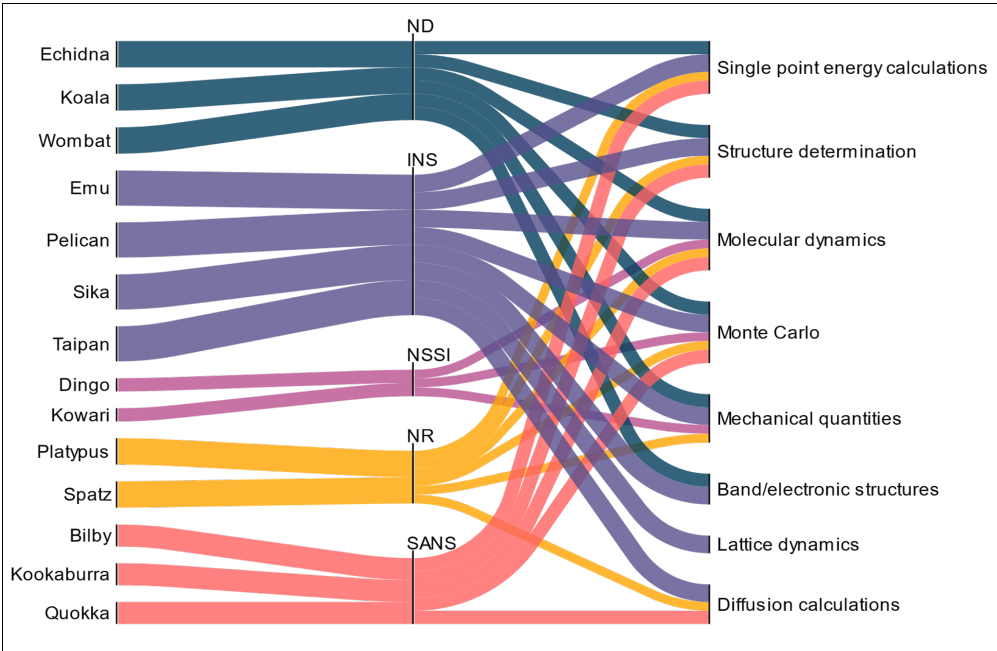 Echidna
Koala
Wombat
Emu
Pelican
Sika
Taipan
Dingo
Kowari
Platypus
Spatz
Bilby
Kookaburra
Quokka
ND
INS
NSSI
NR
SANS
Single point energy calculations
Structure determination
Molecular dynamics
Monte Carlo
Mechanical quantities
Band/electronic structures
Lattice dynamics
Diffusion calculations